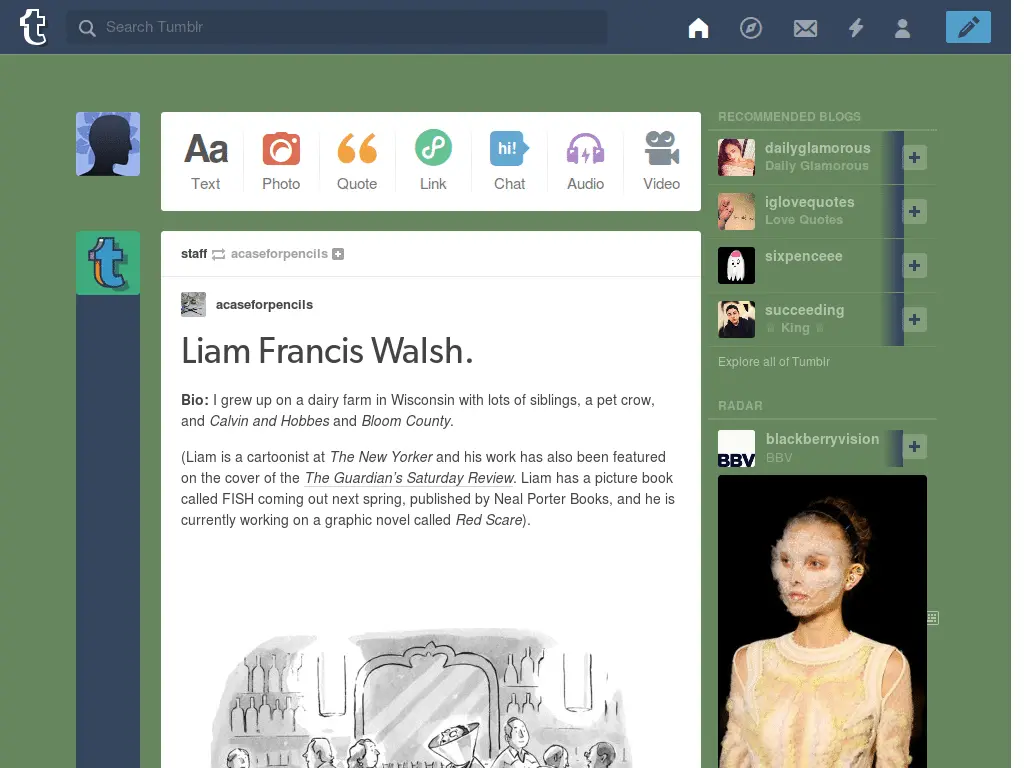 t
Search Tumblr
Aa
hi!
Text
Photo
Quote
Link
Chat
Audio
Video
t
staff acaseforpencils
acaseforpencils
Liam Francis Walsh.
Bio: I grew up on a dairy farm in Wisconsin with lots of siblings, a pet crow,
and Calvin and Hobbes and Bloom County.
(Liam is a cartoonist at The New Yorker and his work has also been featured
on the cover of the The Guardian’s Saturday Review. Liam has a picture book
called FISH coming out next spring, published by Neal Porter Books, and he is
currently working on a graphic novel called Red Scare).
RECOMMENDED BLOGS
dailyglamorous
Daily Glamorous
iglovequotes
Love Quotes
sixpenceee
succeeding
♕ King ♕
Explore all of Tumblr
RADAR
BBV
blackberryvision
BBV